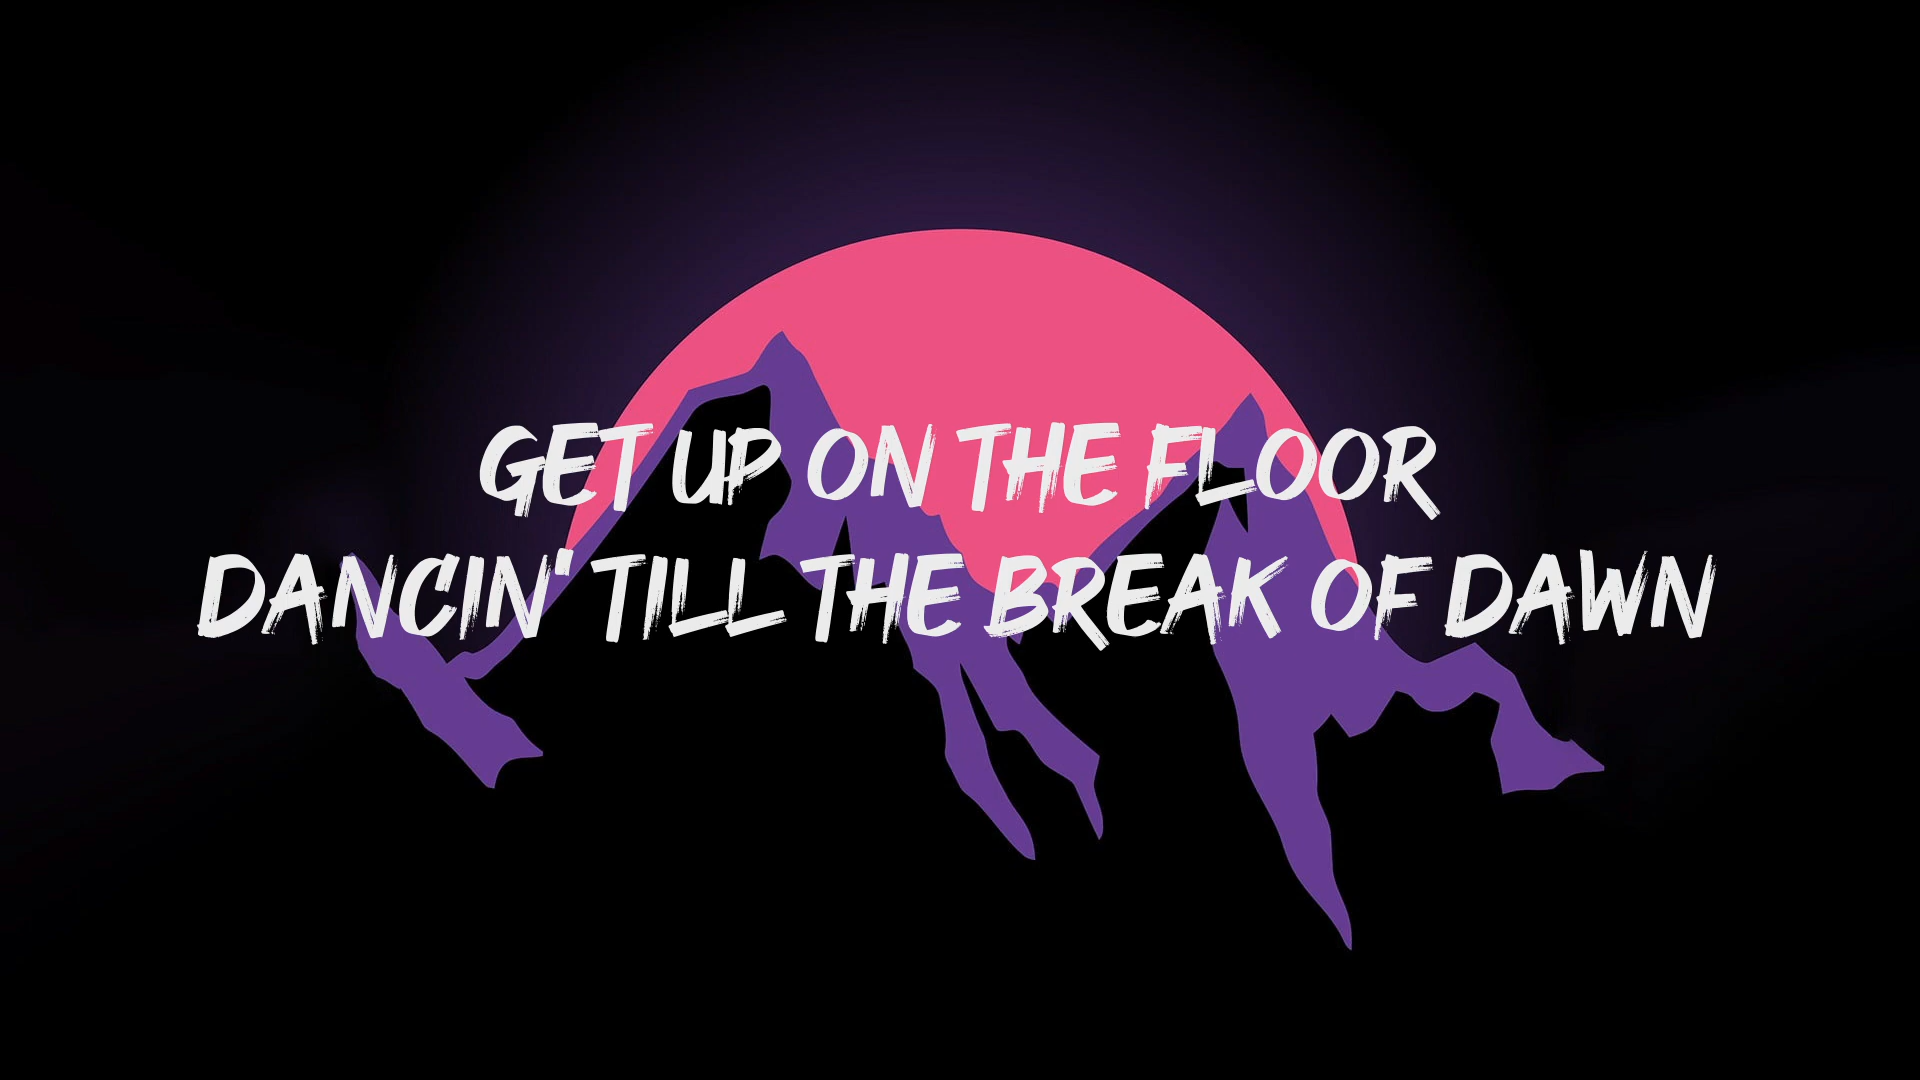 GET UP ON THE FLOOR
DANCIN' TILL THE BREAK OF DAWN